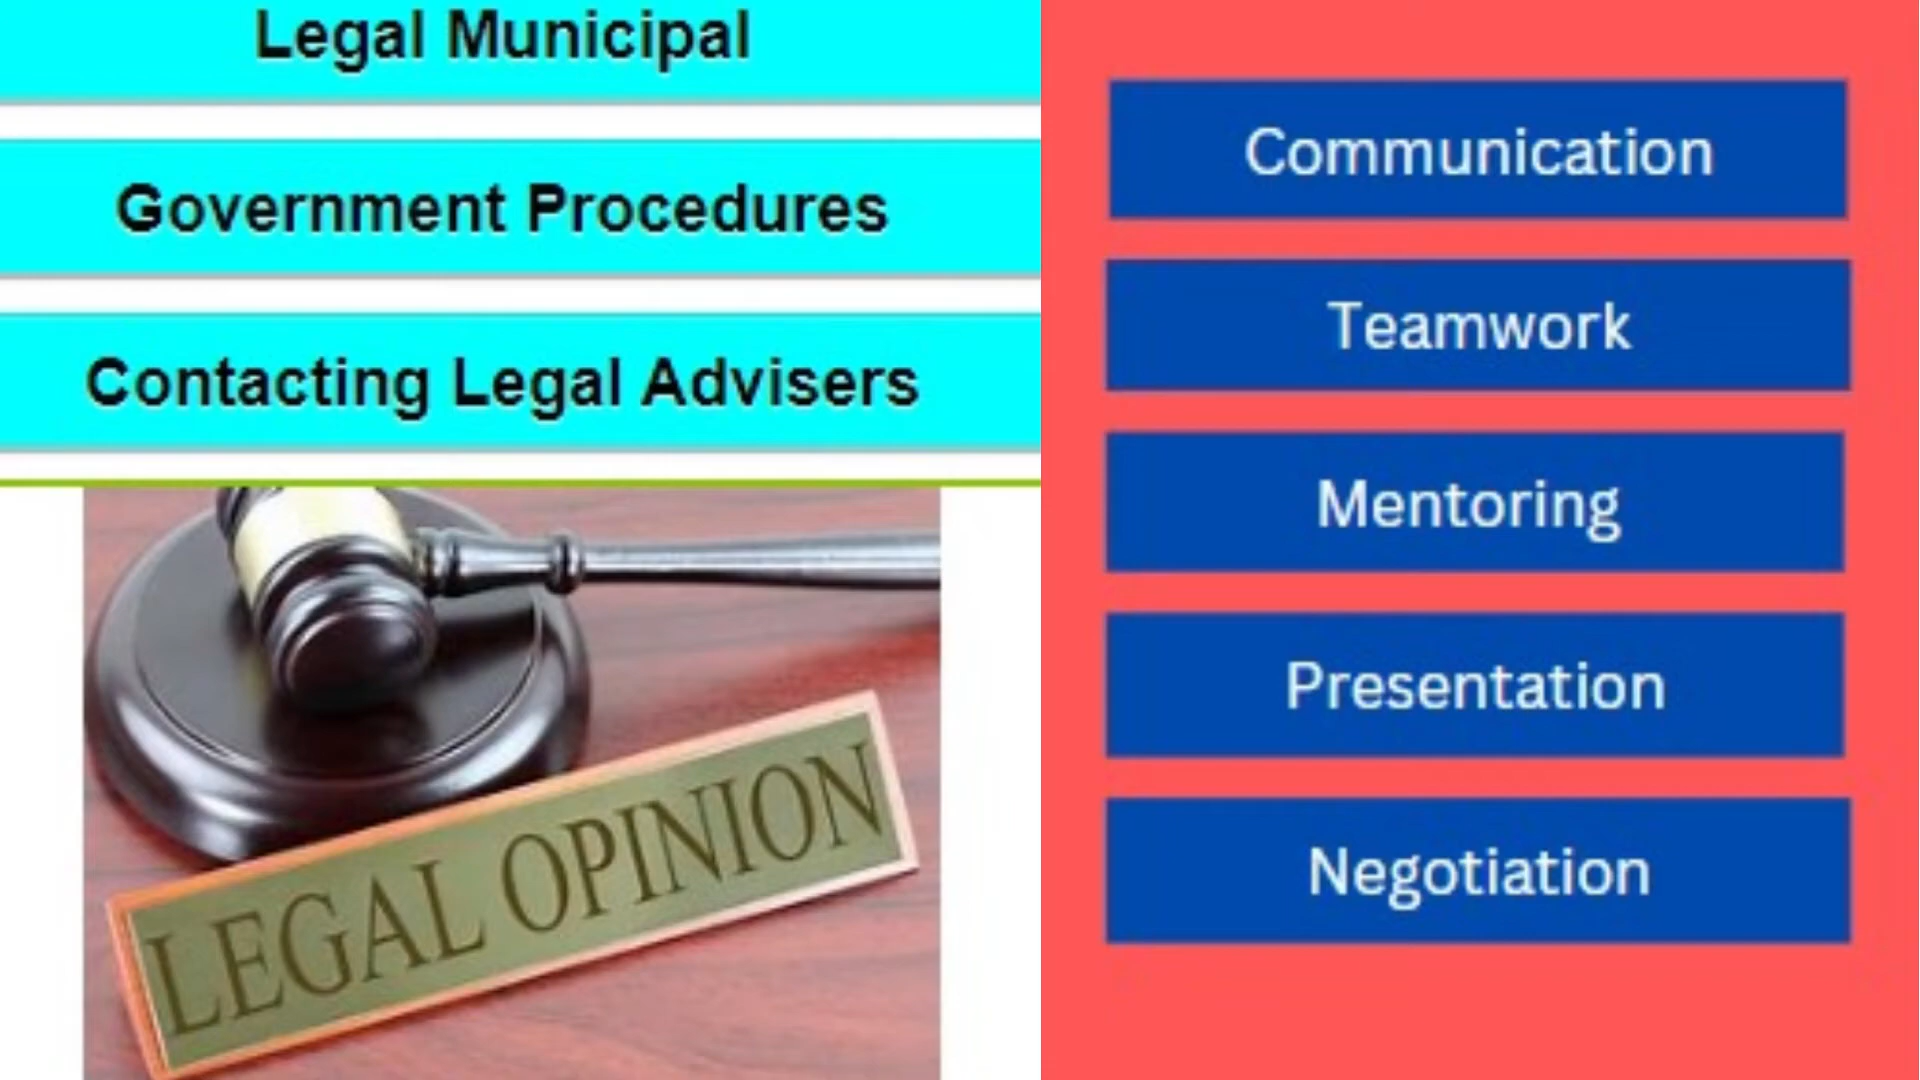 Legal Municipal
Government Procedures
Contacting Legal Advisers
LEGAL OPINION
Communication
Teamwork
Mentoring
Presentation
Negotiation